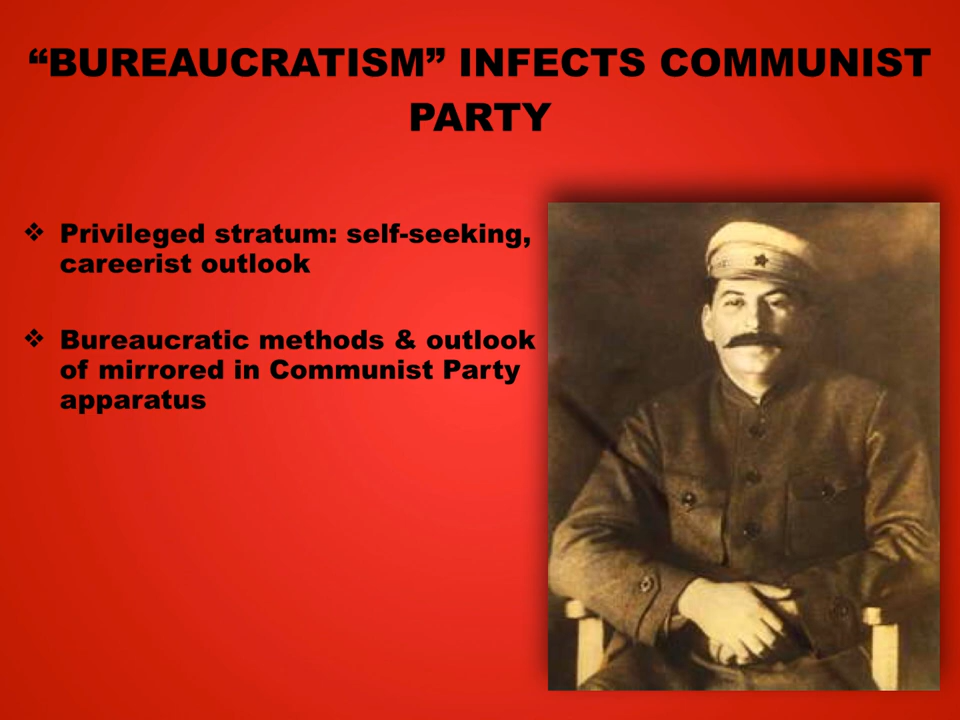 “BUREAUCRATISM” INFECTS COMMUNIST
PARTY
❖ Privileged stratum: self-seeking,
careerist outlook
❖ Bureaucratic methods & outlook
of mirrored in Communist Party
apparatus